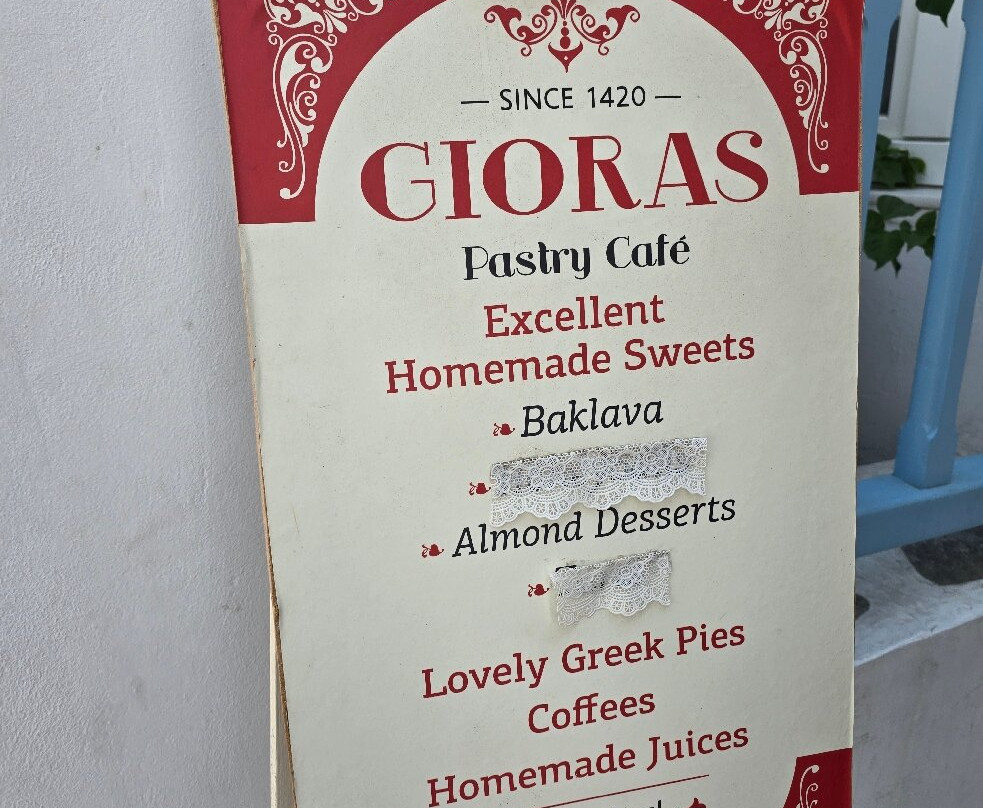 — SINCE 1420 —
GIORAS
Pastry Café
Excellent
Homemade Sweets
Baklava
Almond Desserts
Lovely Greek Pies
Coffees
Homemade Juices